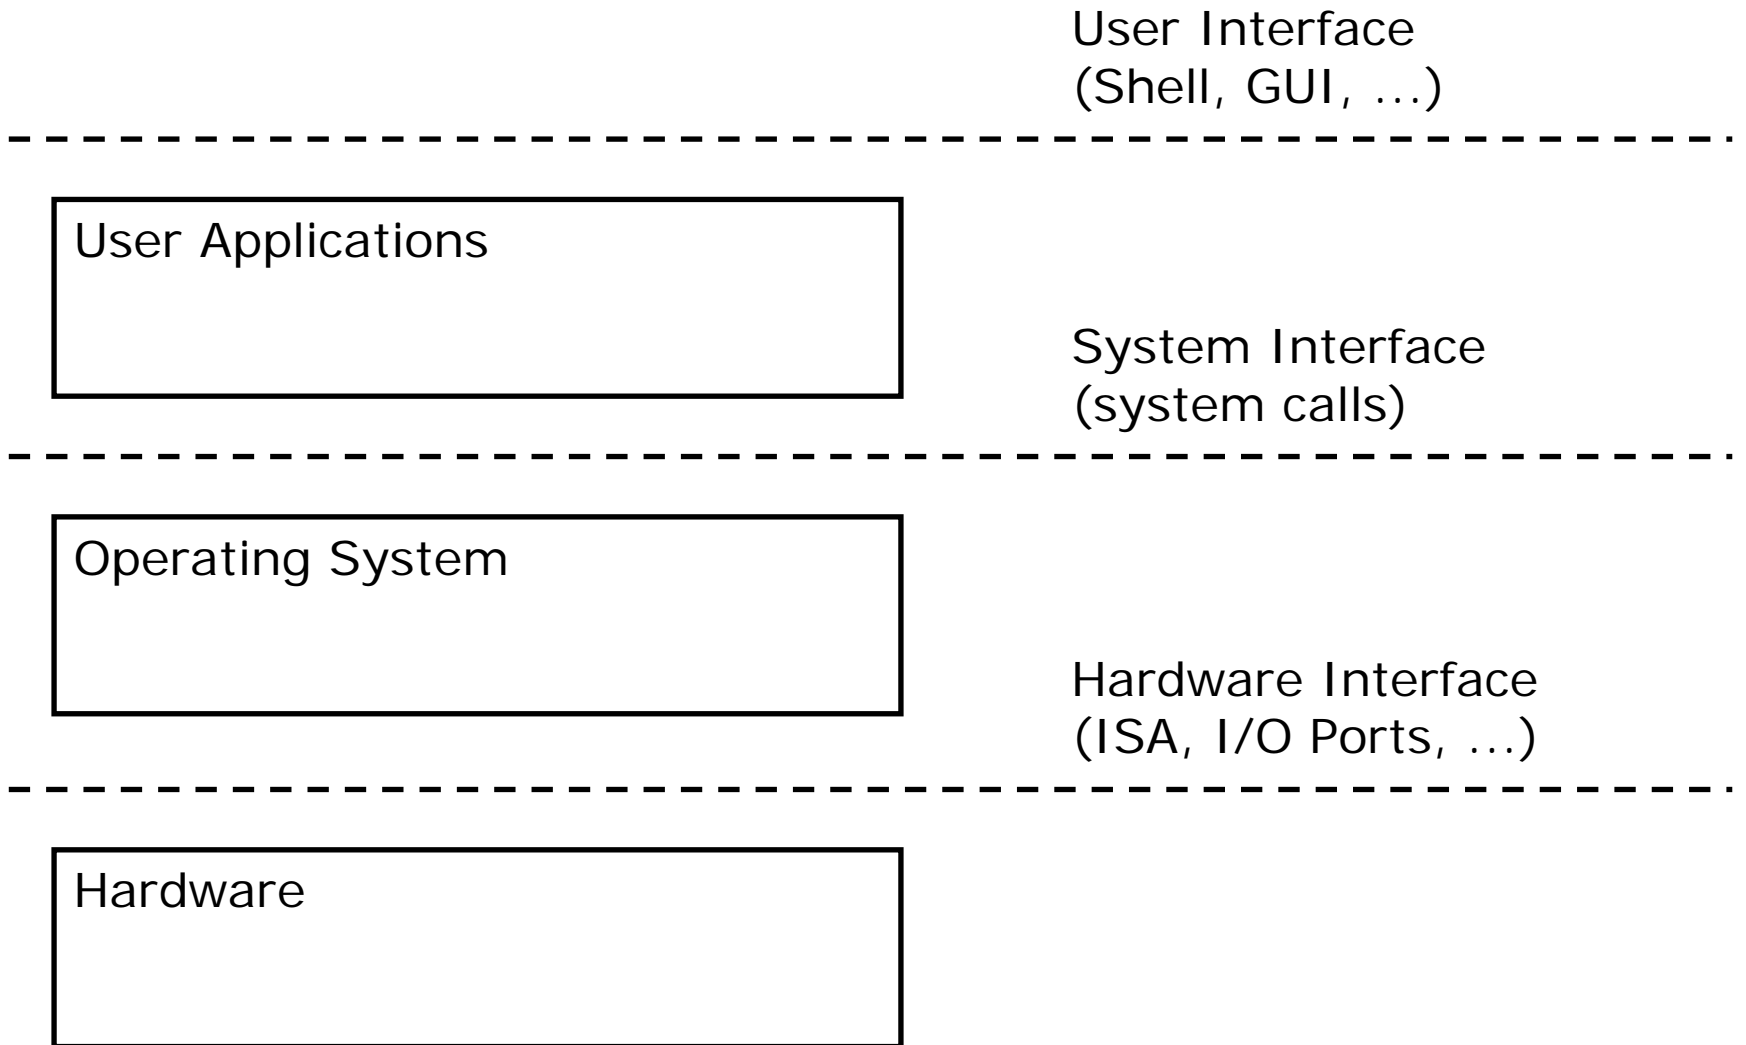 User Interface
(Shell, GUI, ...)
User Applications
System Interface
(system calls)
Operating System
Hardware Interface
(ISA, I/O Ports, ...)
Hardware